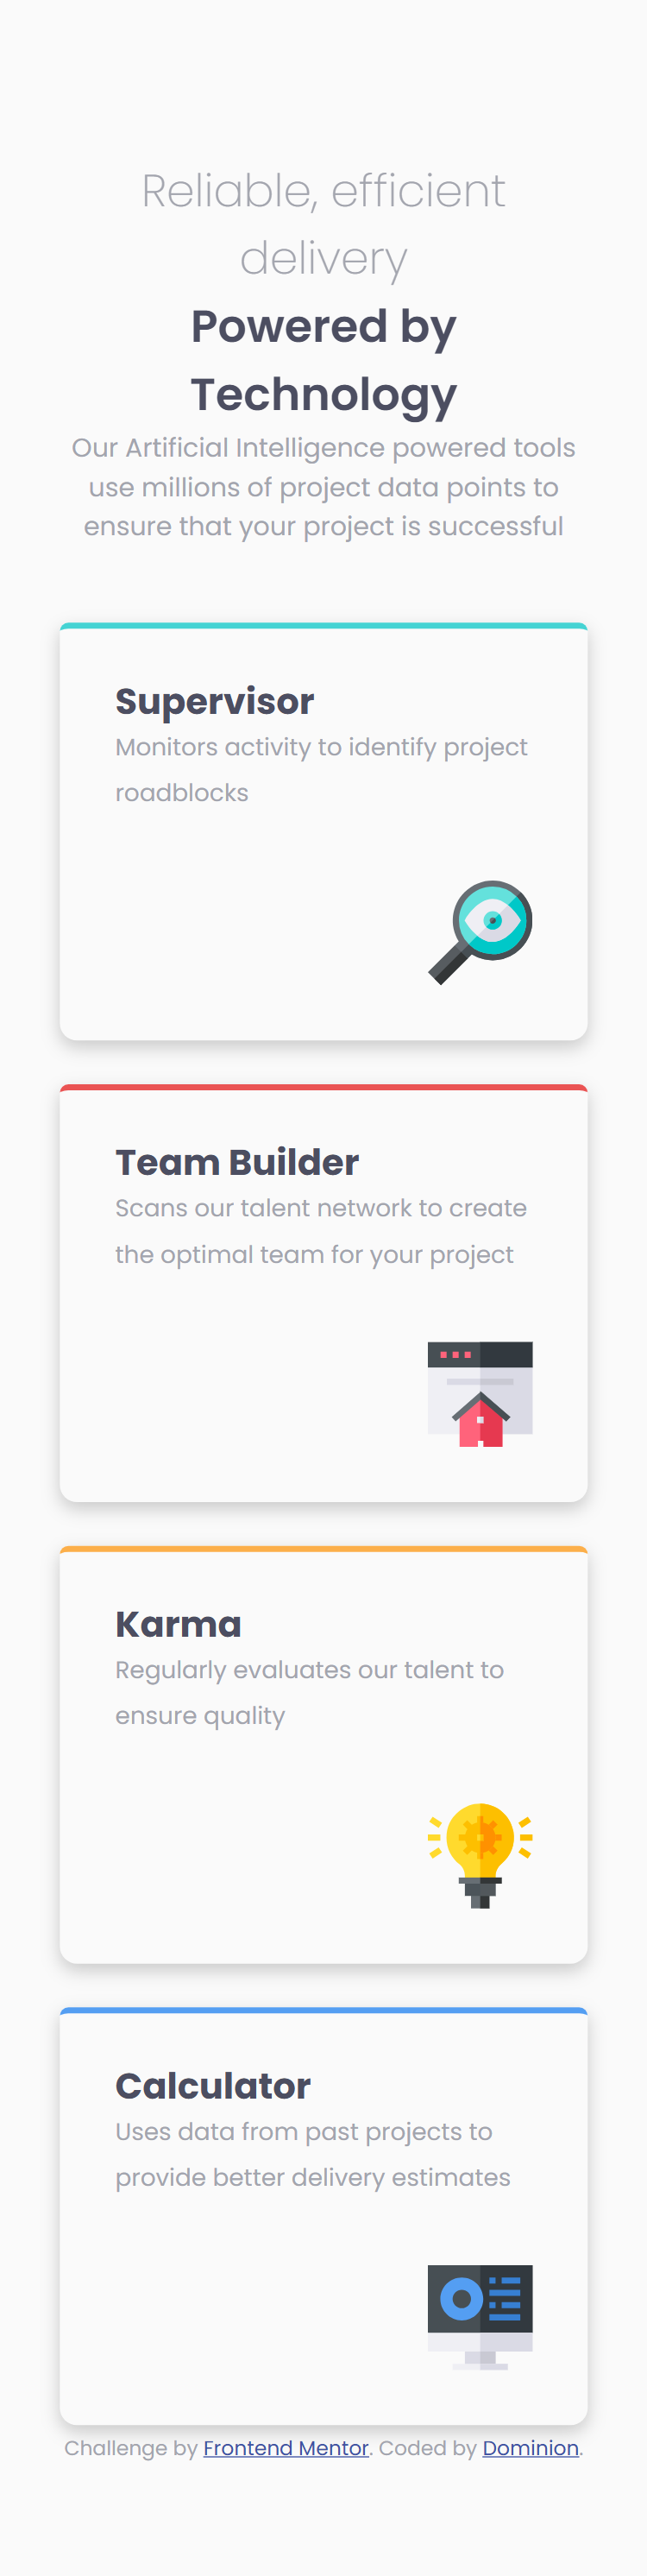 Reliable, efficient
delivery
Powered by
Technology
Our Artificial Intelligence powered tools
use millions of project data points to
ensure that your project is successful
Supervisor
Monitors activity to identify project
roadblocks
Team Builder
Scans our talent network to create
the optimal team for your project
Karma
Regularly evaluates our talent to
ensure quality
Calculator
Uses data from past projects to
provide better delivery estimates
Challenge by Frontend Mentor. Coded by Dominion.